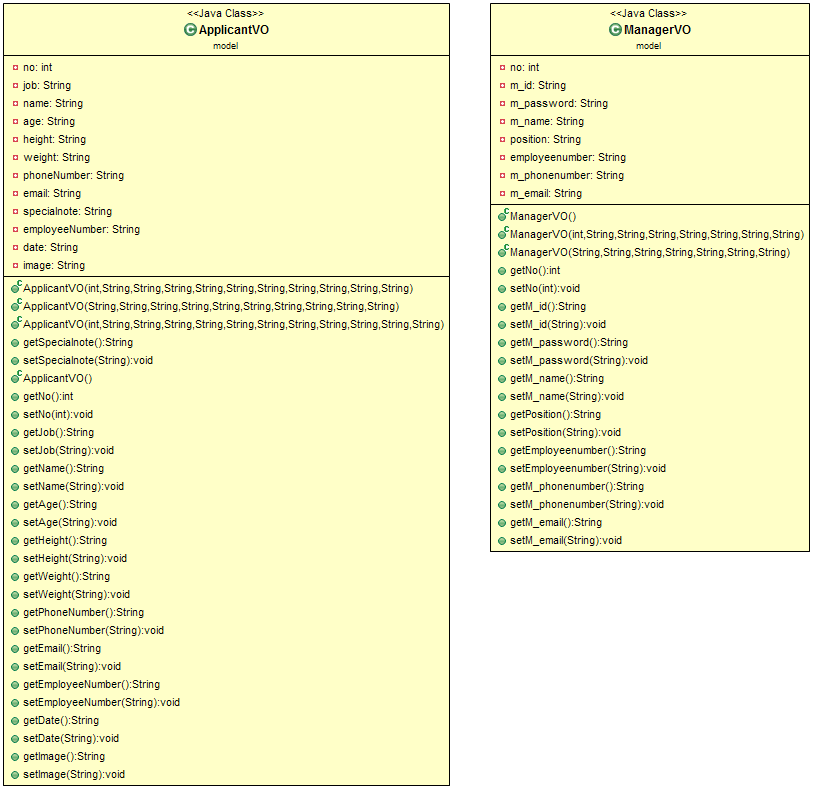 <<Java Class>>
ApplicantVO
model
no: int
job: String
name: String
age: String
height: String
weight: String
phoneNumber: String
email: String
specialnote: String
employeeNumber: String
date: String
image: String
ApplicantVO(int,String,String,String,String,String,String,String,String,String,String)
ApplicantVO(String,String,String,String,String,String,String,String,String,String)
ApplicantVO(int,String,String,String,String,String,String,String,String,String,String,String)
getSpecialnote():String
setSpecialnote(String):void
ApplicantVO()
getNo():int
setNo(int):void
getJob():String
setJob(String):void
getName():String
setName(String):void
getAge():String
setAge(String):void
getHeight():String
setHeight(String):void
getWeight():String
setWeight(String):void
getPhoneNumber():String
setPhoneNumber(String):void
getEmail():String
setEmail(String):void
getEmployeeNumber():String
setEmployeeNumber(String):void
getDate():String
setDate(String):void
getImage():String
setImage(String):void
<<Java Class>>
ManagerVO
model
no: int
m_id: String
m_password: String
m_name: String
position: String
employeenumber: String
m_phonenumber: String
m_email: String
ManagerVO()
ManagerVO(int,String,String,String,String,String,String,String)
ManagerVO(String,String,String,String,String,String,String)
getNo():int
setNo(int):void
getM_id():String
setM_id(String):void
getM_password():String
setM_password(String):void
getM_name():String
setM_name(String):void
getPosition():String
setPosition(String):void
getEmployeenumber():String
setEmployeenumber(String):void
getM_phonenumber():String
setM_phonenumber(String):void
getM_email():String
setM_email(String):void